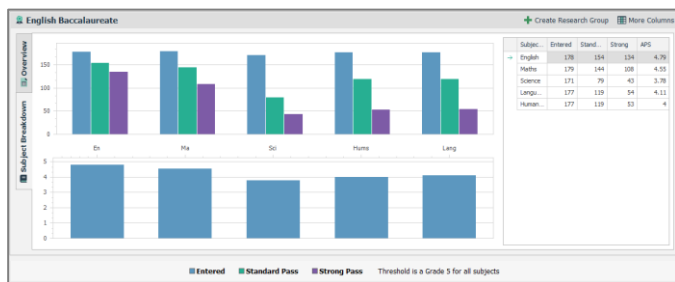 English Baccalaureate
Create Research Group More Columns
Overview
Subject Breakdown
150
100
50
0
En Ma Sci Hums Lang
5
4
3
2
1
0
Subjec... Entered Stand... Strong APS
English 178 154 134 4.79
Maths 179 144 108 4.55
Science 171 79 43 3.78
Langu... 177 119 54 4.11
Human... 177 119 53 4
Entered Standard Pass Strong Pass Threshold is a Grade 5 for all subjects